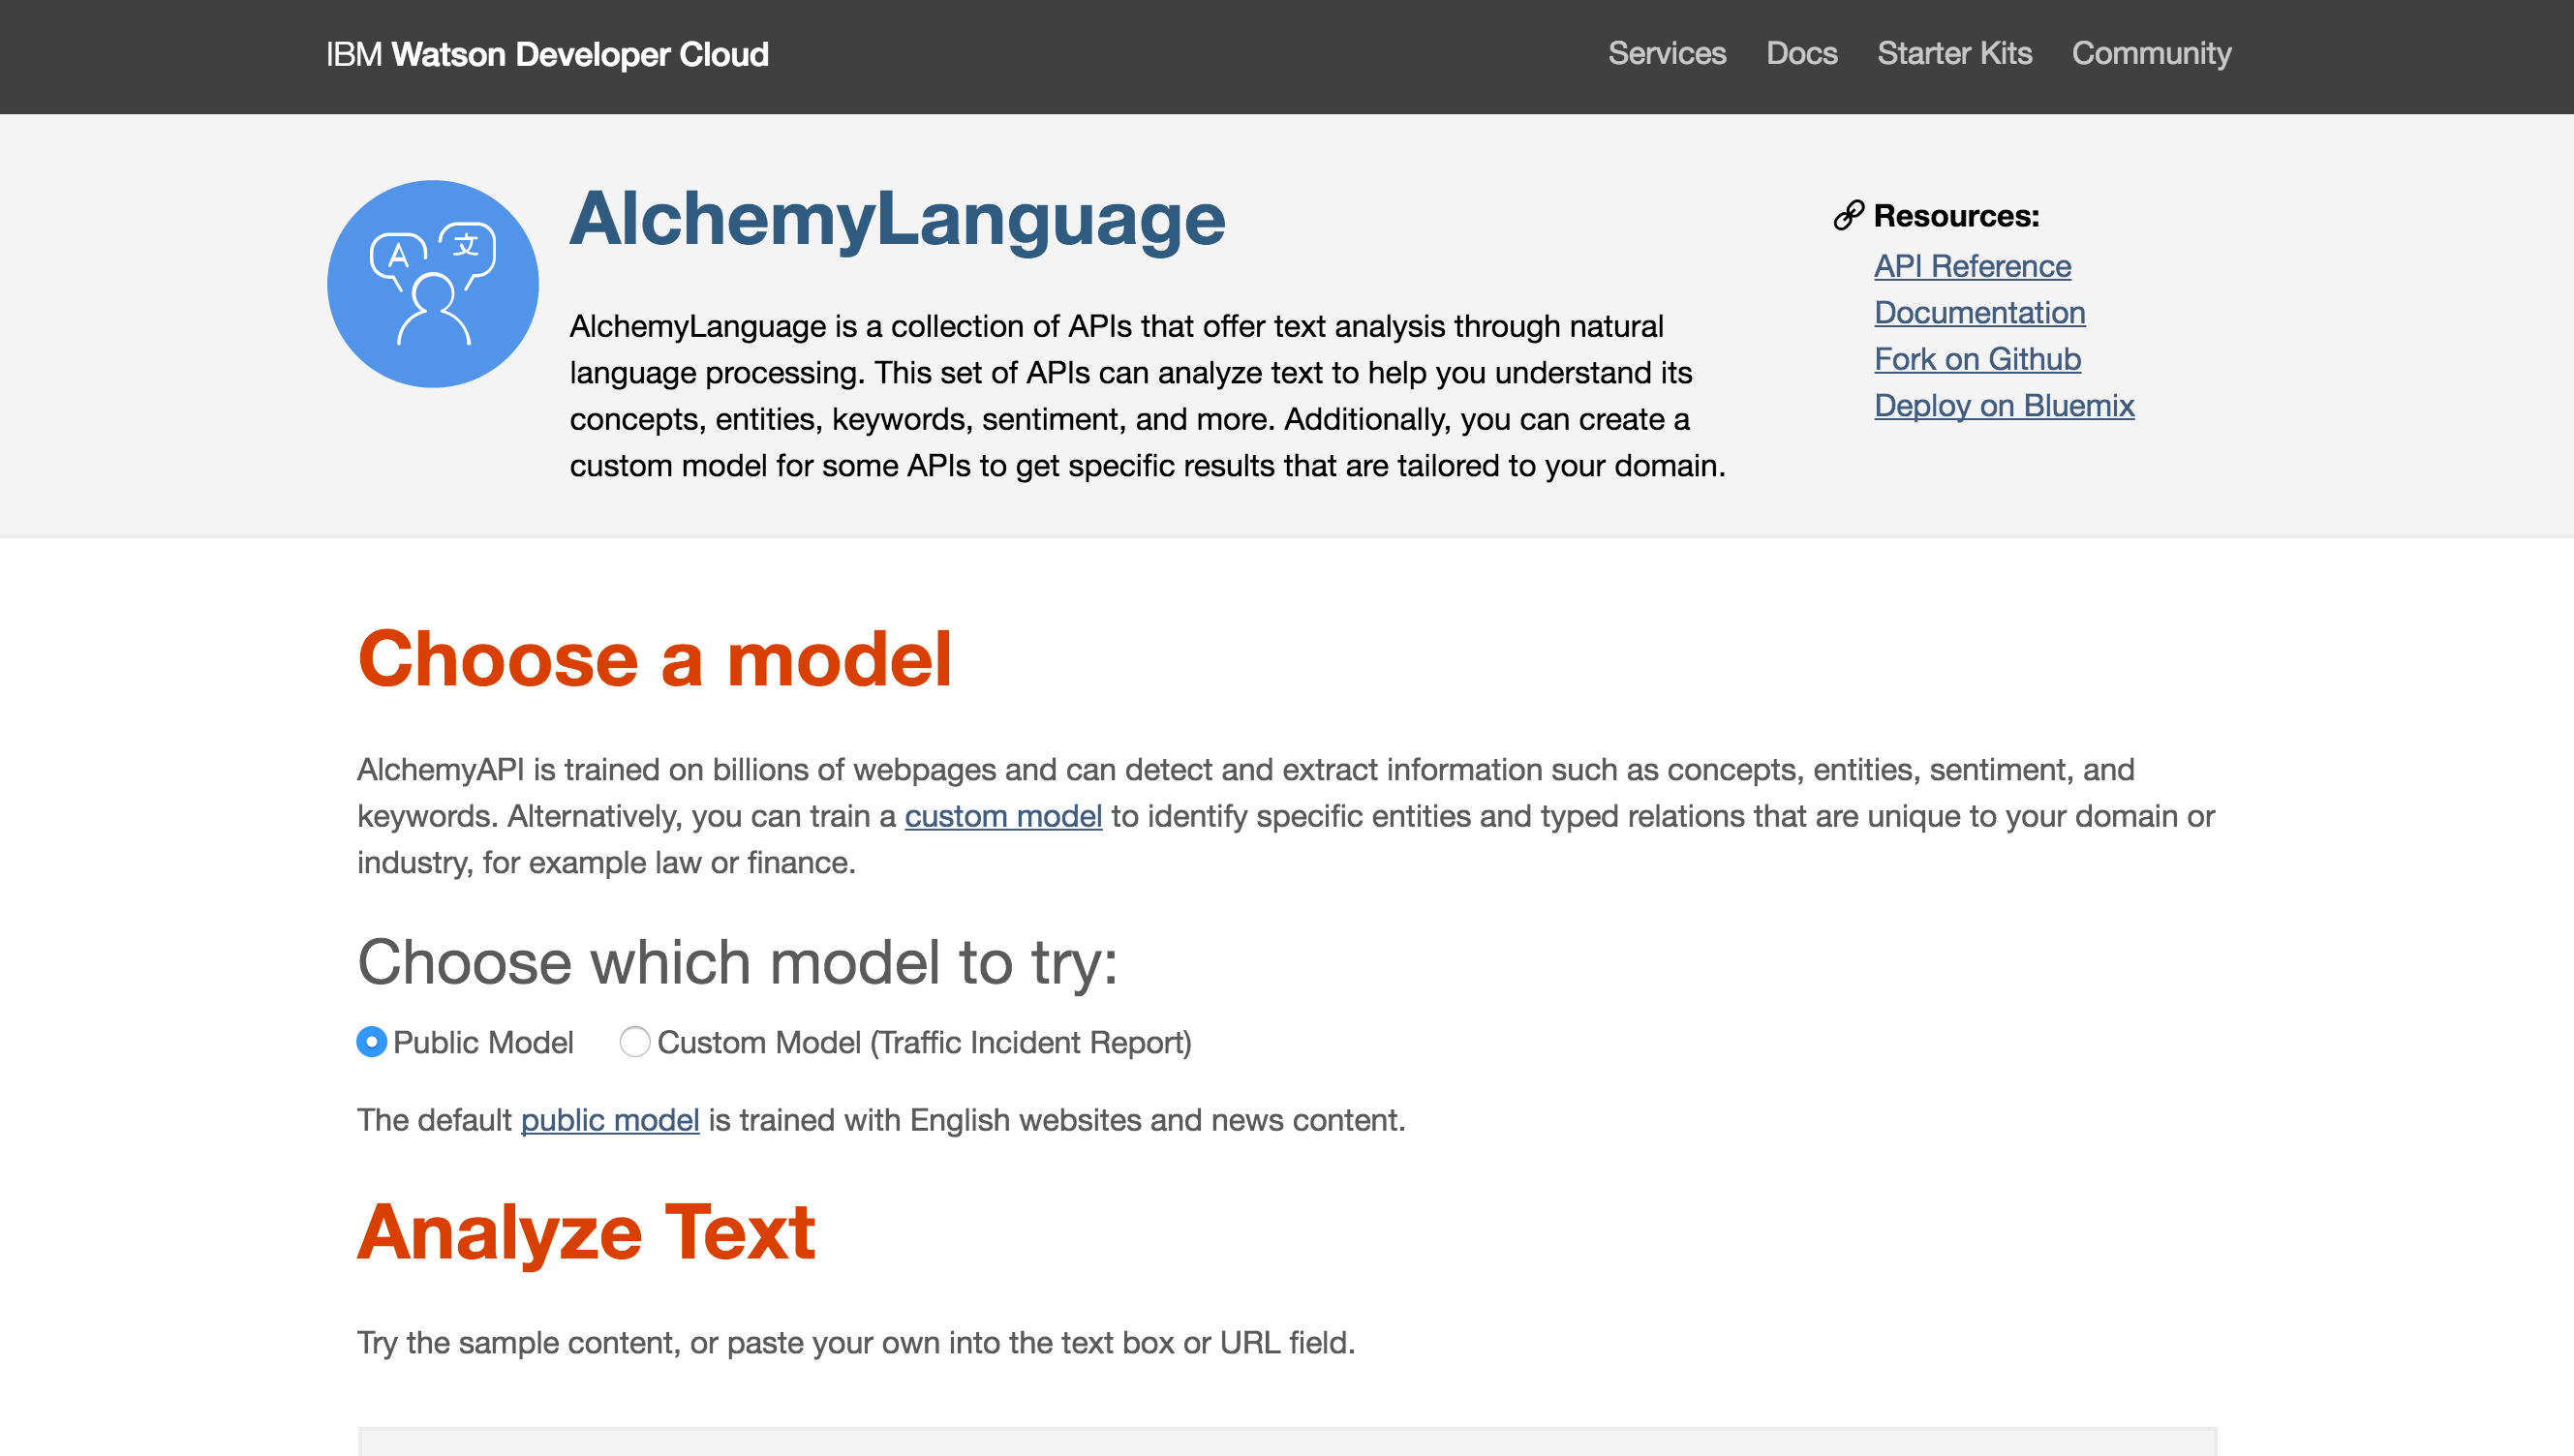 IBM Watson Developer Cloud
Services Docs Starter Kits Community
A 文
AlchemyLanguage
AlchemyLanguage is a collection of APIs that offer text analysis through natural
language processing. This set of APIs can analyze text to help you understand its
concepts, entities, keywords, sentiment, and more. Additionally, you can create a
custom model for some APIs to get specific results that are tailored to your domain.
Resources:
API Reference
Documentation
Fork on Github
Deploy on Bluemix
Choose a model
AlchemyAPI is trained on billions of webpages and can detect and extract information such as concepts, entities, sentiment, and
keywords. Alternatively, you can train a custom model to identify specific entities and typed relations that are unique to your domain or
industry, for example law or finance.
Choose which model to try:
Public Model Custom Model (Traffic Incident Report)
The default public model is trained with English websites and news content.
Analyze Text
Try the sample content, or paste your own into the text box or URL field.